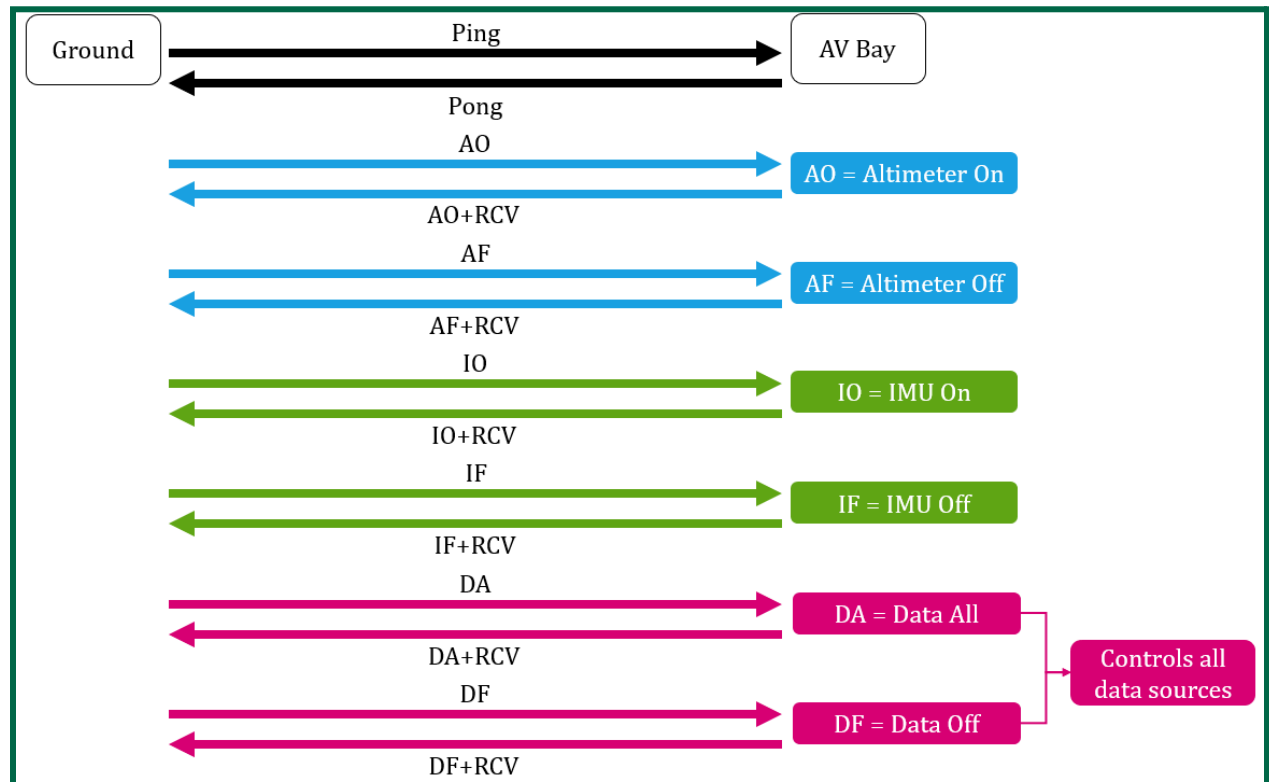 Ground
Ping
AV Bay
Pong
AO
AO = Altimeter On
AO+RCV
AF
AF = Altimeter Off
AF+RCV
IO
IO = IMU On
IO+RCV
IF
IF = IMU Off
IF+RCV
DA
DA = Data All
DA+RCV
Controls all
data sources
DF
DF = Data Off
DF+RCV